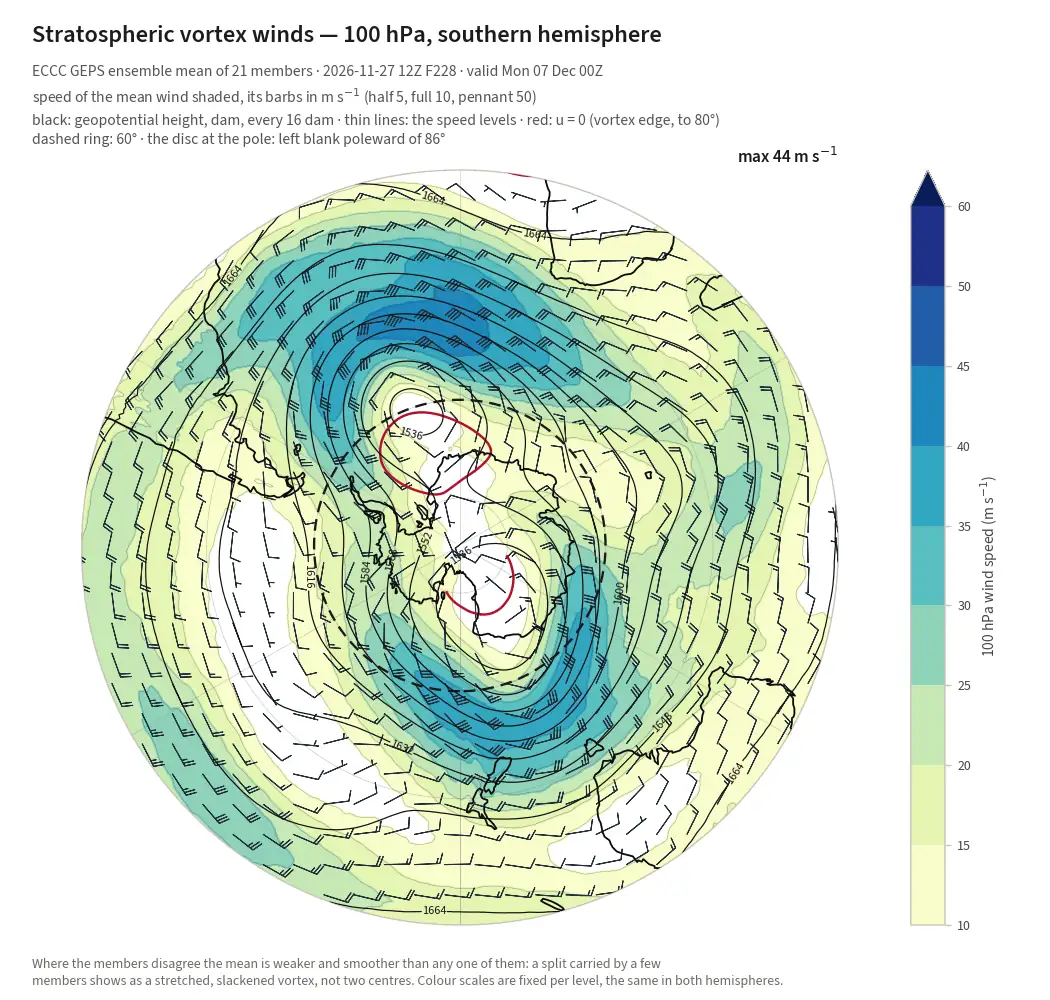 Stratospheric vortex winds — 100 hPa, southern hemisphere
ECCC GEPS ensemble mean of 21 members · 2026-11-27 12Z F228 · valid Mon 07 Dec 00Z
speed of the mean wind shaded, its barbs in m s⁻¹ (half 5, full 10, pennant 50)
black: geopotential height, dam, every 16 dam · thin lines: the speed levels · red: u = 0 (vortex edge, to 80°)
dashed ring: 60° · the disc at the pole: left blank poleward of 86°
max 44 m s⁻¹
1664
1664
1664
1536
1552
1536
1584
1616
1600
1648
1632
1664
1664
60
50
45
40
35
30
25
20
15
10
100 hPa wind speed (m s⁻¹)
Where the members disagree the mean is weaker and smoother than any one of them: a split carried by a few
members shows as a stretched, slackened vortex, not two centres. Colour scales are fixed per level, the same in both hemispheres.